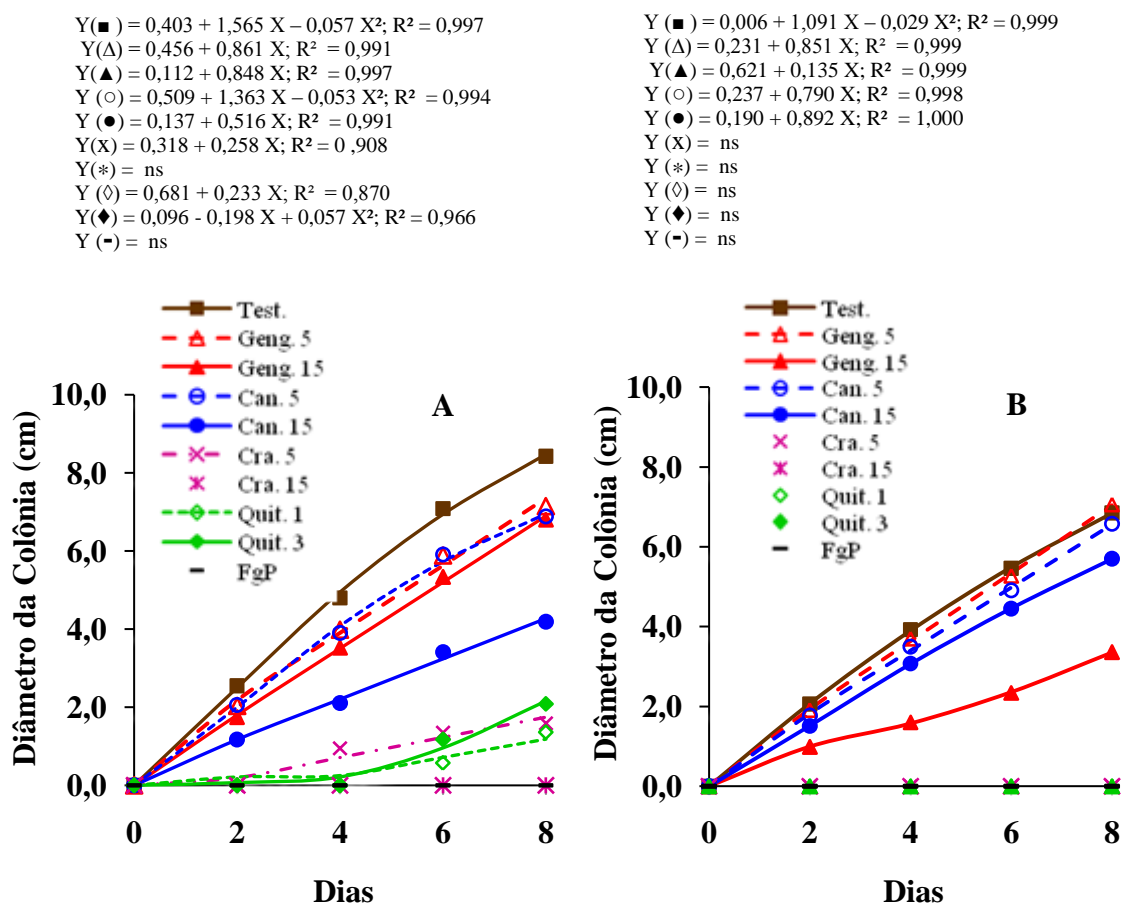 Y(■) = 0,403 + 1,565 X – 0,057 X²; R² = 0,997
Y(Δ) = 0,456 + 0,861 X; R² = 0,991
Y(▲) = 0,112 + 0,848 X; R² = 0,997
Y (○) = 0,509 + 1,363 X – 0,053 X²; R² = 0,994
Y (●) = 0,137 + 0,516 X; R² = 0,991
Y(x) = 0,318 + 0,258 X; R² = 0 ,908
Y(∗) = ns
Y (◊) = 0,681 + 0,233 X; R² = 0,870
Y(♦) = 0,096 - 0,198 X + 0,057 X²; R² = 0,966
Y (-) = ns
Y (■ ) = 0,006 + 1,091 X – 0,029 X²; R² = 0,999
Y (Δ) = 0,231 + 0,851 X; R² = 0,999
Y(▲) = 0,621 + 0,135 X; R² = 0,999
Y (○) = 0,237 + 0,790 X; R² = 0,998
Y (●) = 0,190 + 0,892 X; R² = 1,000
Y (x) = ns
Y (∗) = ns
Y (◊) = ns
Y (♦) = ns
Y (-) = ns
Test.
Geng. 5
Geng. 15
Can. 5
Can. 15
Cra. 5
Cra. 15
Quit. 1
Quit. 3
FgP
A
Diâmetro da Colônia (cm)
10,0
8,0
6,0
4,0
2,0
0,0
0 2 4 6 8
Dias
Test.
Geng. 5
Geng. 15
Can. 5
Can. 15
Cra. 5
Cra. 15
Quit. 1
Quit. 3
FgP
B
Diâmetro da Colônia (cm)
10,0
8,0
6,0
4,0
2,0
0,0
0 2 4 6 8
Dias